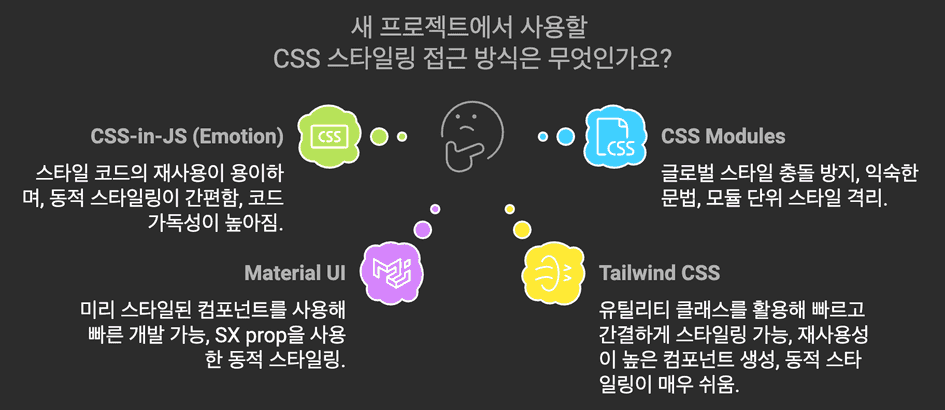 새 프로젝트에서 사용할
CSS 스타일링 접근 방식은 무엇인가요?
CSS-in-JS (Emotion)
스타일 코드의 재사용이 용이하
며, 동적 스타일링이 간편함, 코드
가독성이 높아짐.
CSS
CSS
CSS Modules
글로벌 스타일 충돌 방지, 익숙한
문법, 모듈 단위 스타일 격리.
Material UI
미리 스타일된 컴포넌트를 사용해
빠른 개발 가능, SX prop을 사용
한 동적 스타일링.
Tailwind CSS
유틸리티 클래스를 활용해 빠르고
간결하게 스타일링 가능, 재사용성
이 높은 컴포넌트 생성, 동적 스타
일링이 매우 쉬움.